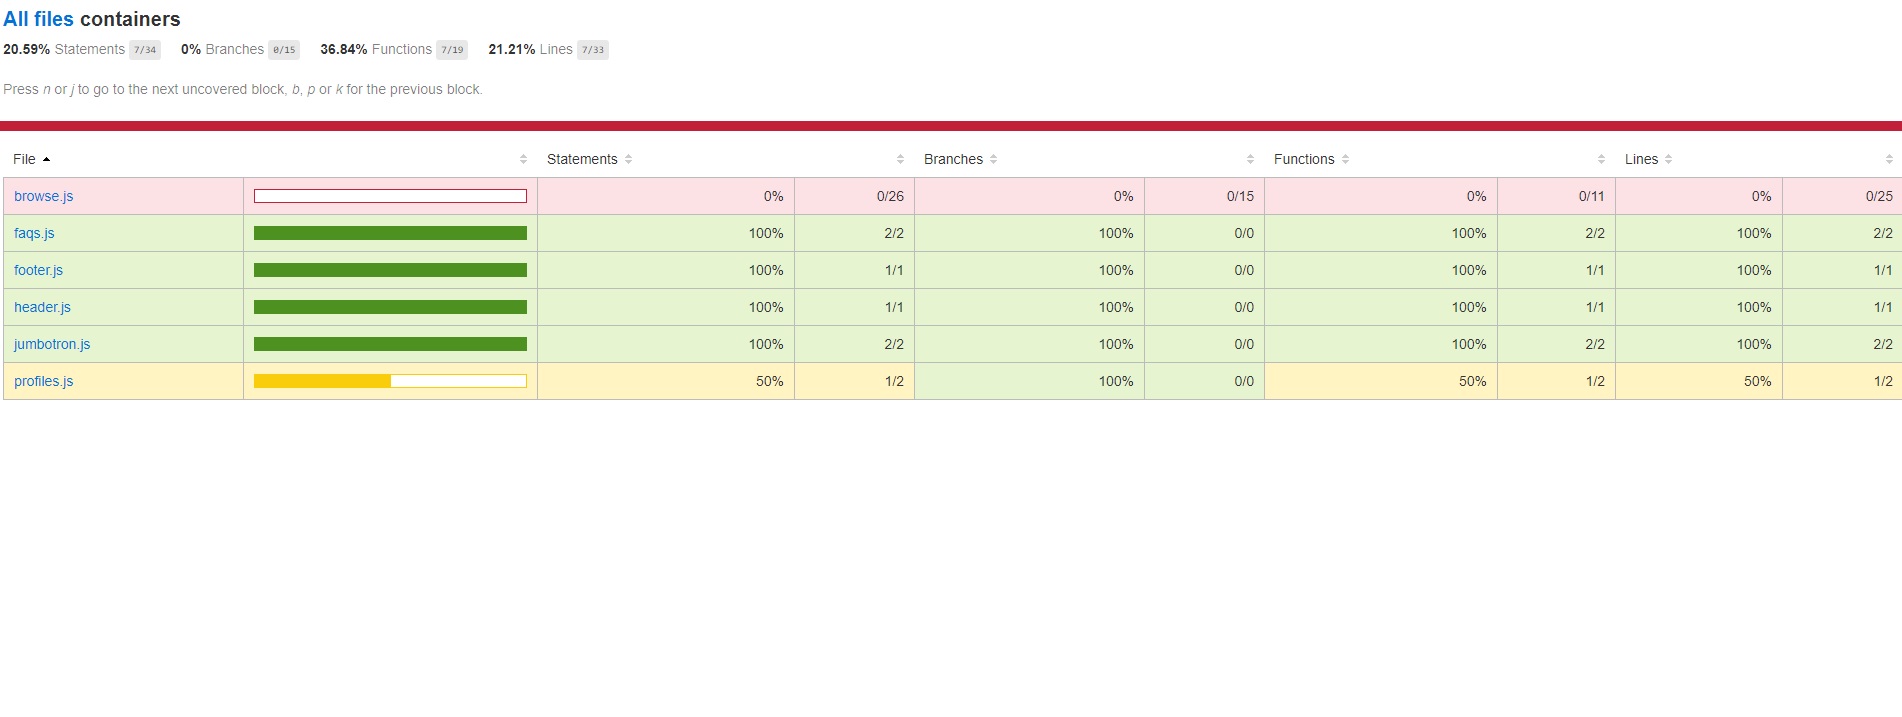 All files containers
20.59% Statements 7/34 0% Branches 0/15 36.84% Functions 7/19 21.21% Lines 7/33
Press n or j to go to the next uncovered block, b, p or k for the previous block.
File Statements Branches Functions Lines
browse.js 0% 0/26 0% 0/15 0% 0/11 0% 0/25
faqs.js 100% 2/2 100% 0/0 100% 2/2 100% 2/2
footer.js 100% 1/1 100% 0/0 100% 1/1 100% 1/1
header.js 100% 1/1 100% 0/0 100% 1/1 100% 1/1
jumbotron.js 100% 2/2 100% 0/0 100% 2/2 100% 2/2
profiles.js 50% 1/2 100% 0/0 50% 1/2 50% 1/2